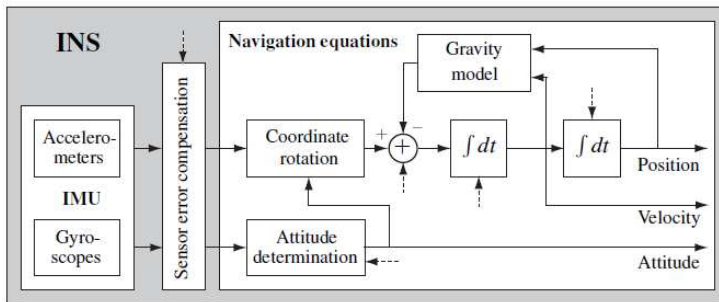 INS
Navigation equations
Gravity
model
Sensor error compensation
Accelero-
meters
Coordinate
rotation
+
−
+
∫ dt
∫ dt
Position
IMU
Velocity
Gyro-
scopes
Attitude
determination
Attitude